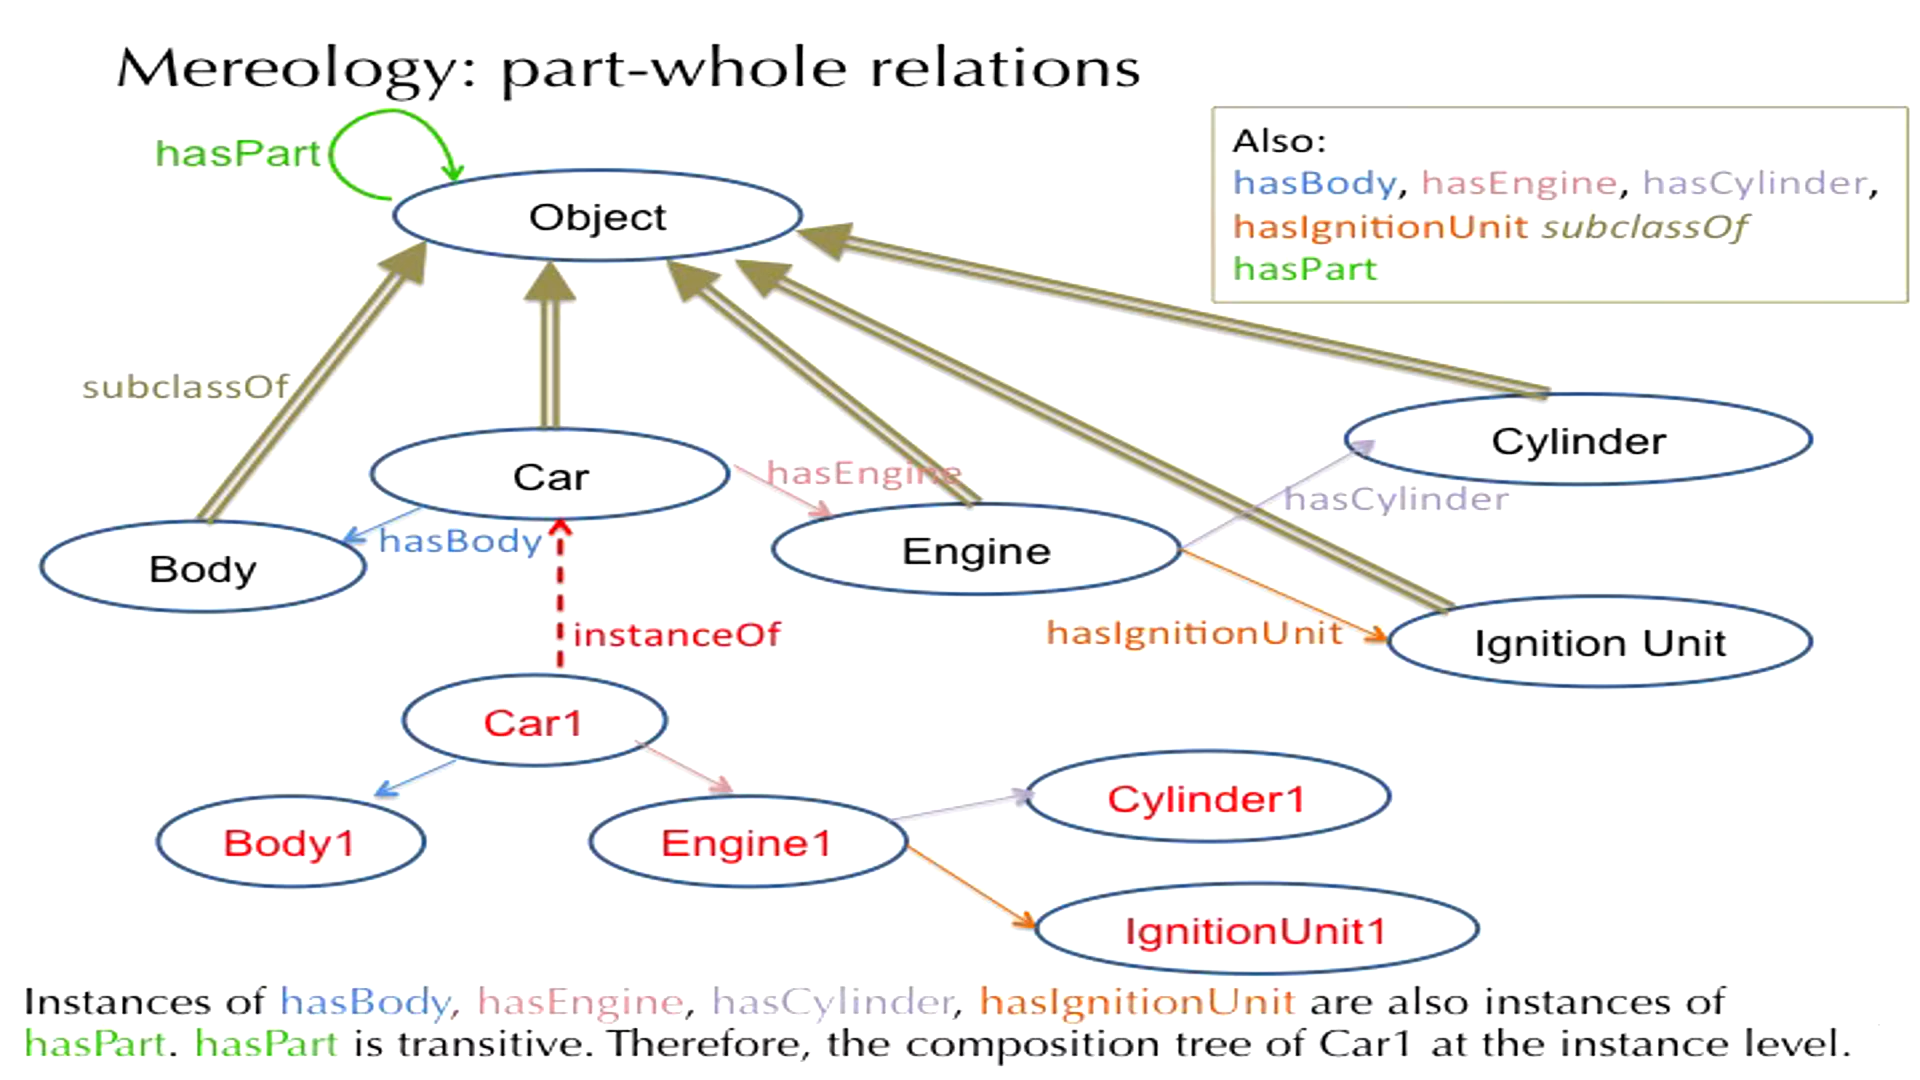 Mereology: part-whole relations
hasPart
Also:
hasBody, hasEngine, hasCylinder,
hasIgnitionUnit subclassOf
hasPart
Object
subclassOf
Cylinder
Car
hasEngine
hasCylinder
hasBody
Engine
Body
instanceOf
hasIgnitionUnit
Ignition Unit
Car1
Cylinder1
Body1
Engine1
IgnitionUnit1
Instances of hasBody, hasEngine, hasCylinder, hasIgnitionUnit are also instances of
hasPart. hasPart is transitive. Therefore, the composition tree of Car1 at the instance level.